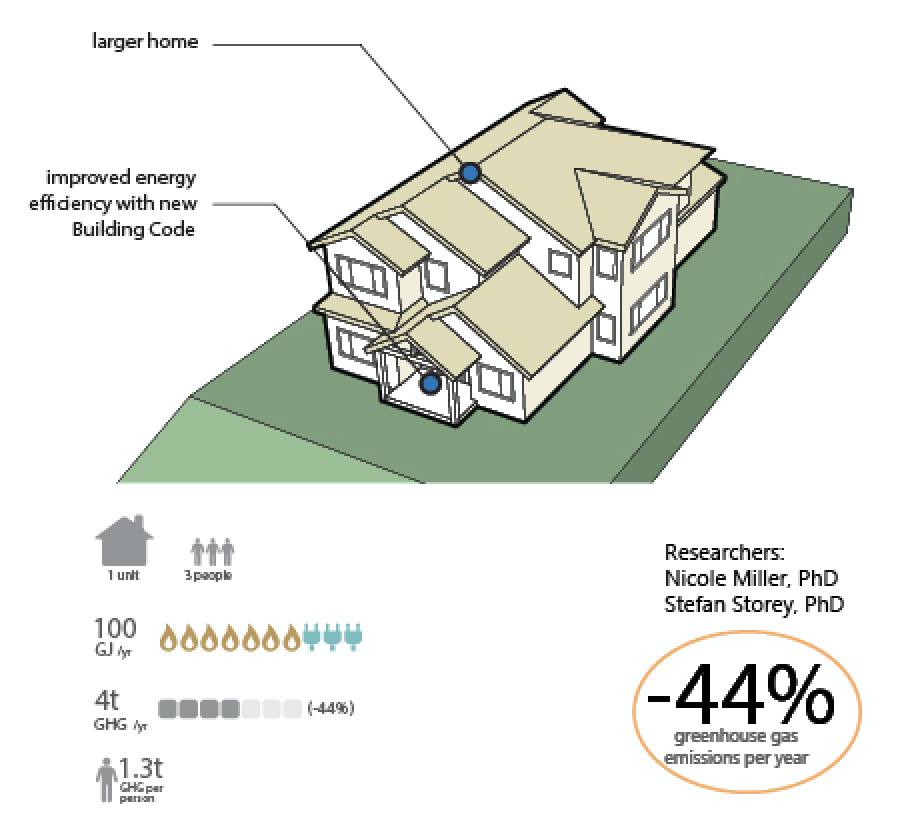 larger home
improved energy
efficiency with new
Building Code
1 unit
3 people
100
GJ /yr
4t
GHG /yr
(-44%)
1.3t
GHG per
person
Researchers:
Nicole Miller, PhD
Stefan Storey, PhD
-44%
greenhouse gas
emissions per year